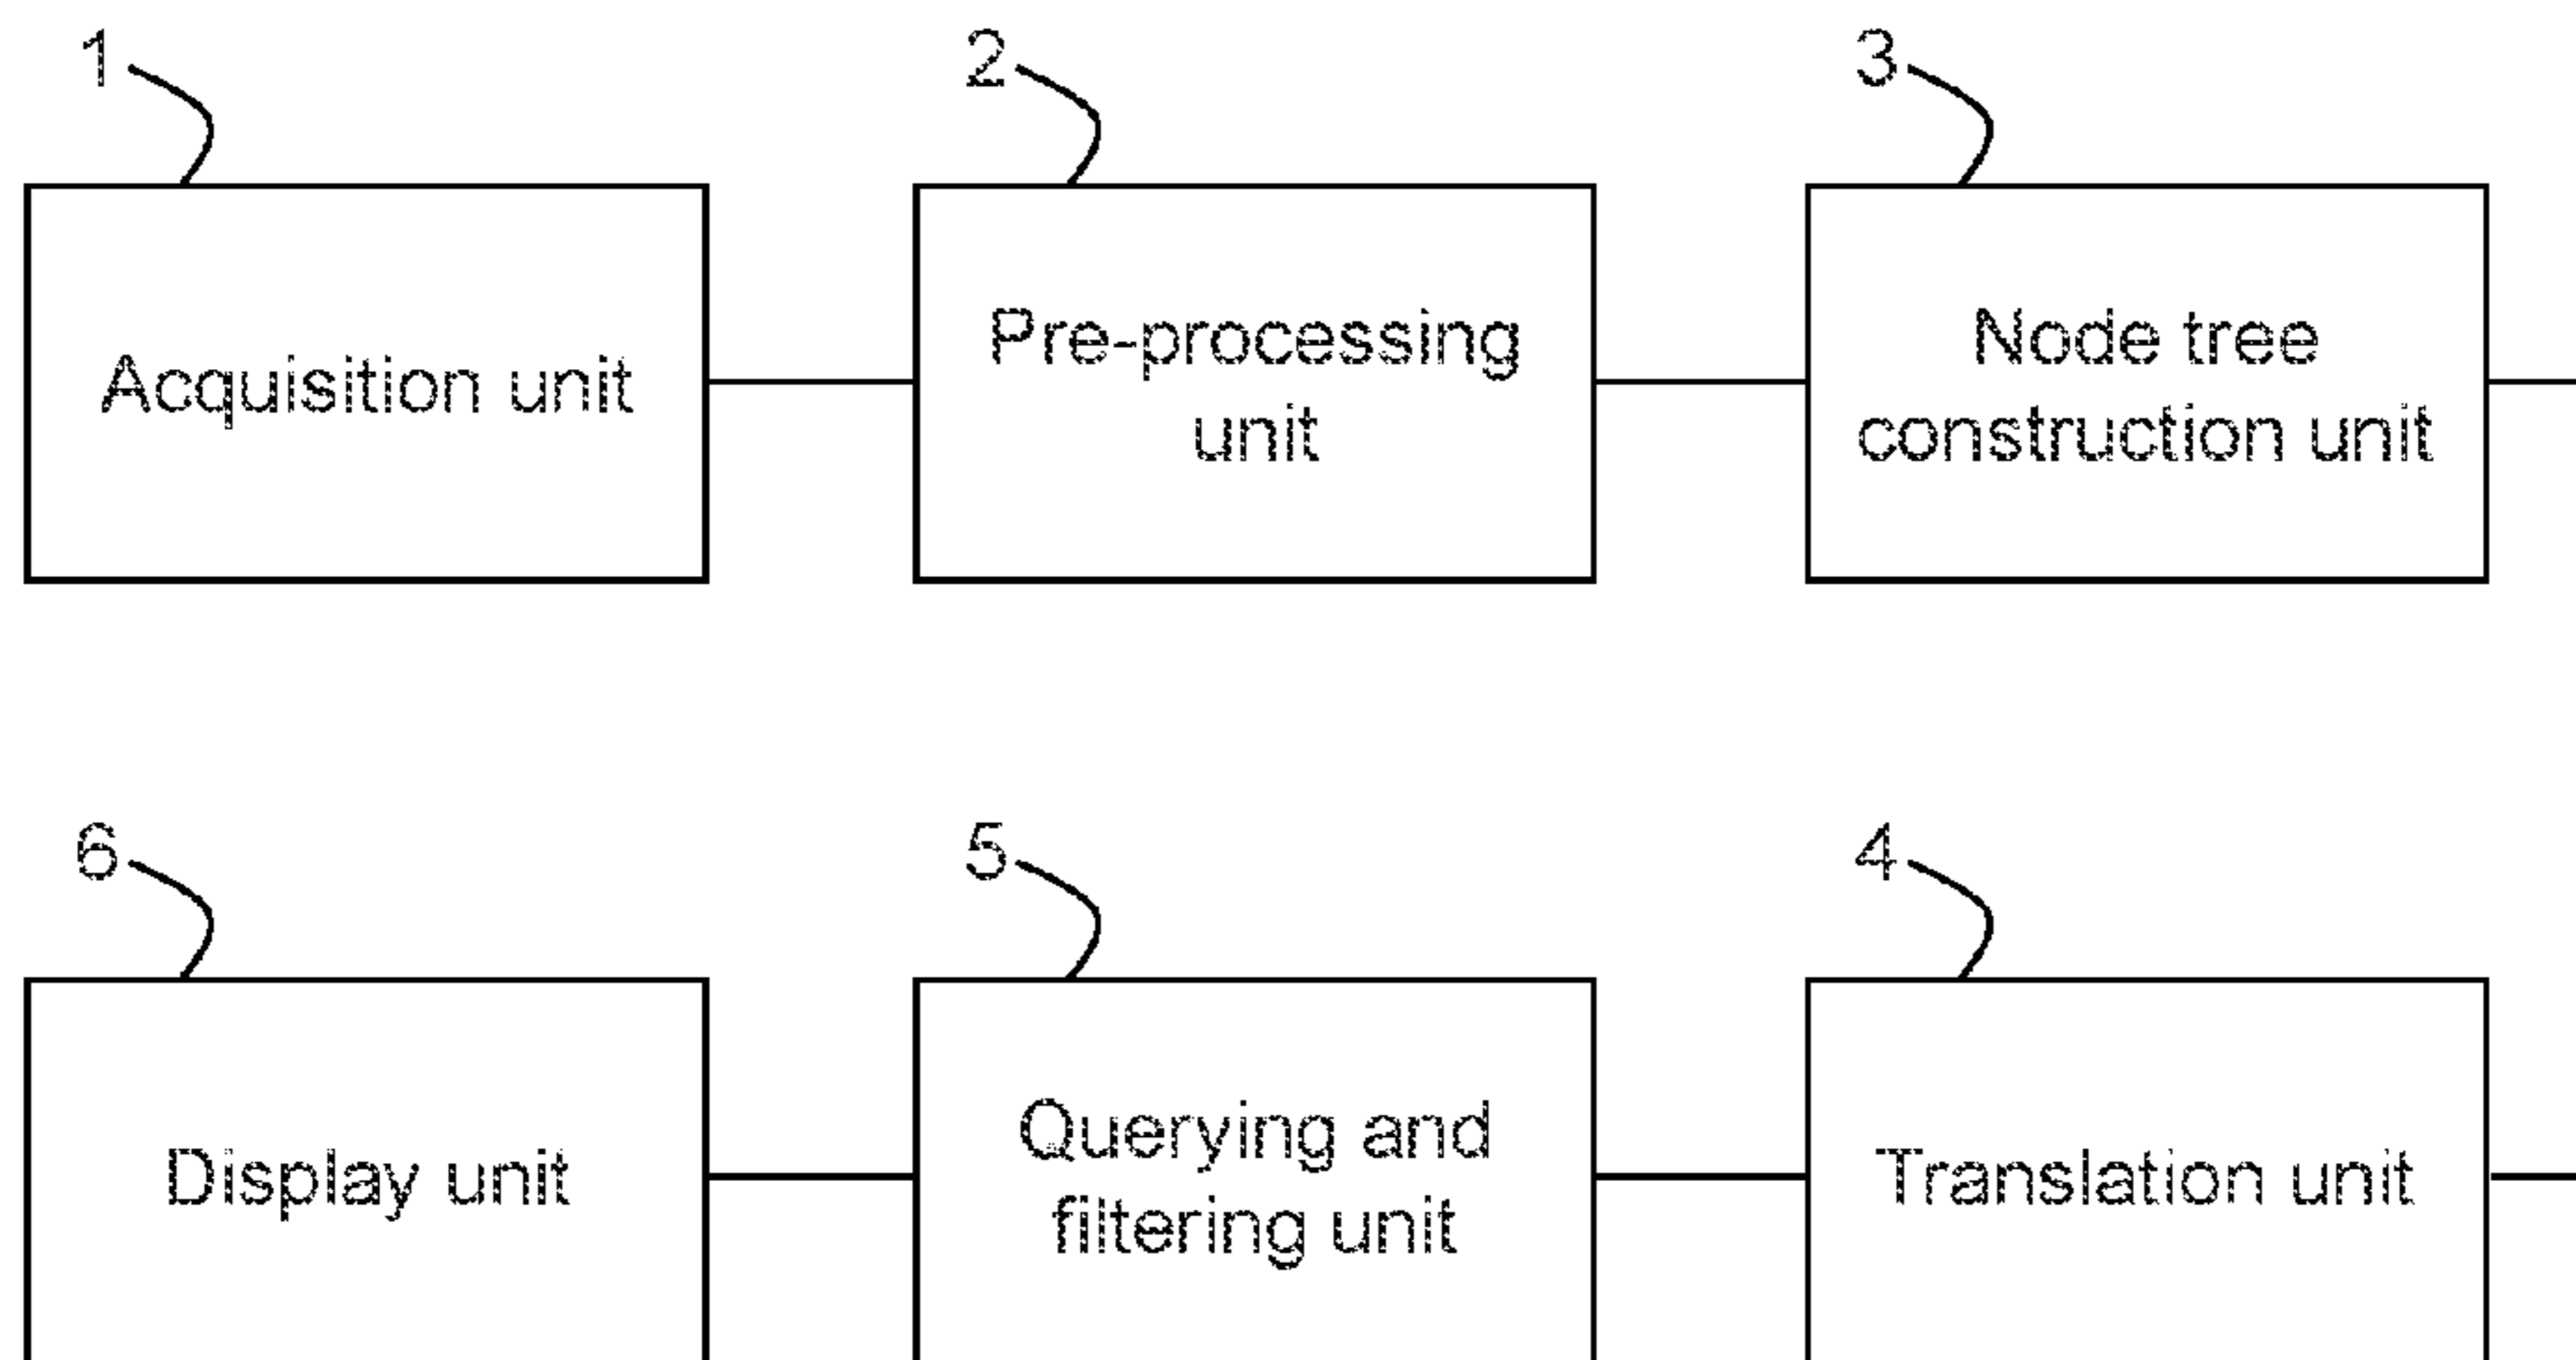 1
2
3
Acquisition unit
Pre-processing
unit
Node tree
construction unit
6
5
4
Display unit
Querying and
filtering unit
Translation unit